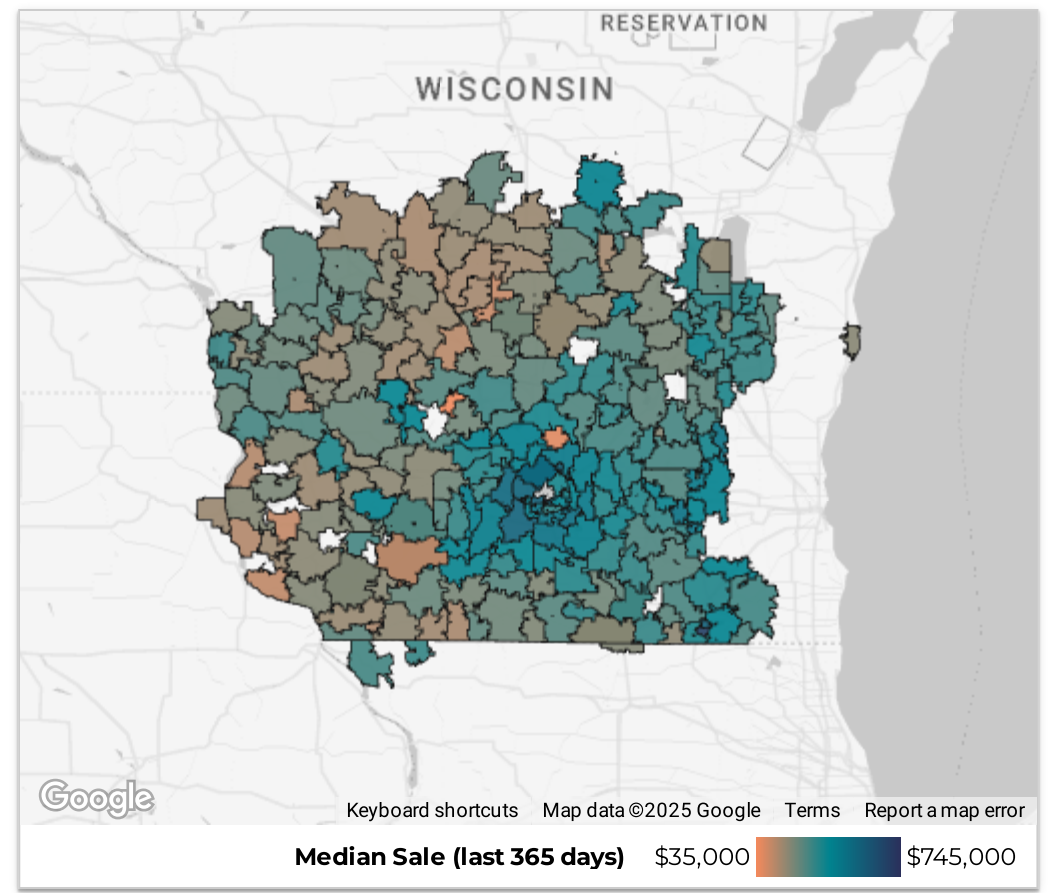 RESERVATION
WISCONSIN
Google
Keyboard shortcuts Map data ©2025 Google Terms Report a map error
Median Sale (last 365 days) $35,000 $745,000